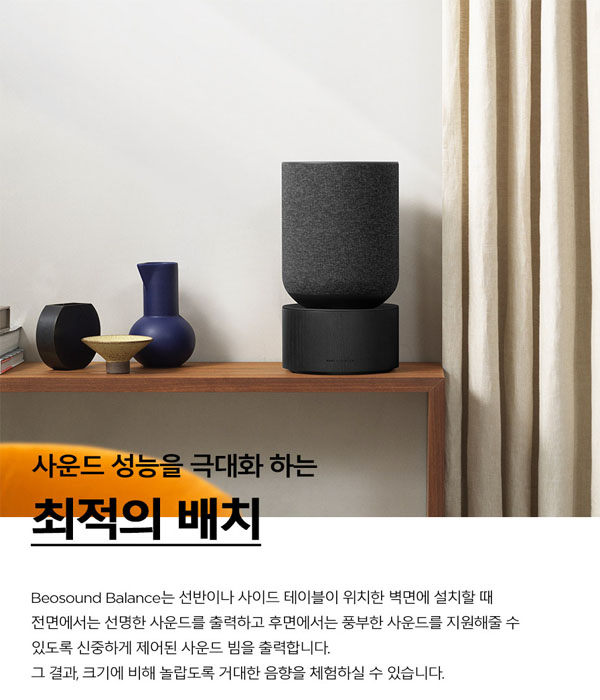 사운드 성능을 극대화 하는
최적의 배치
Beosound Balance는 선반이나 사이드 테이블이 위치한 벽면에 설치할 때
전면에서는 선명한 사운드를 출력하고 후면에서는 풍부한 사운드를 지원해줄 수
있도록 신중하게 제어된 사운드 빔을 출력합니다.
그 결과, 크기에 비해 놀랍도록 거대한 음향을 체험하실 수 있습니다.